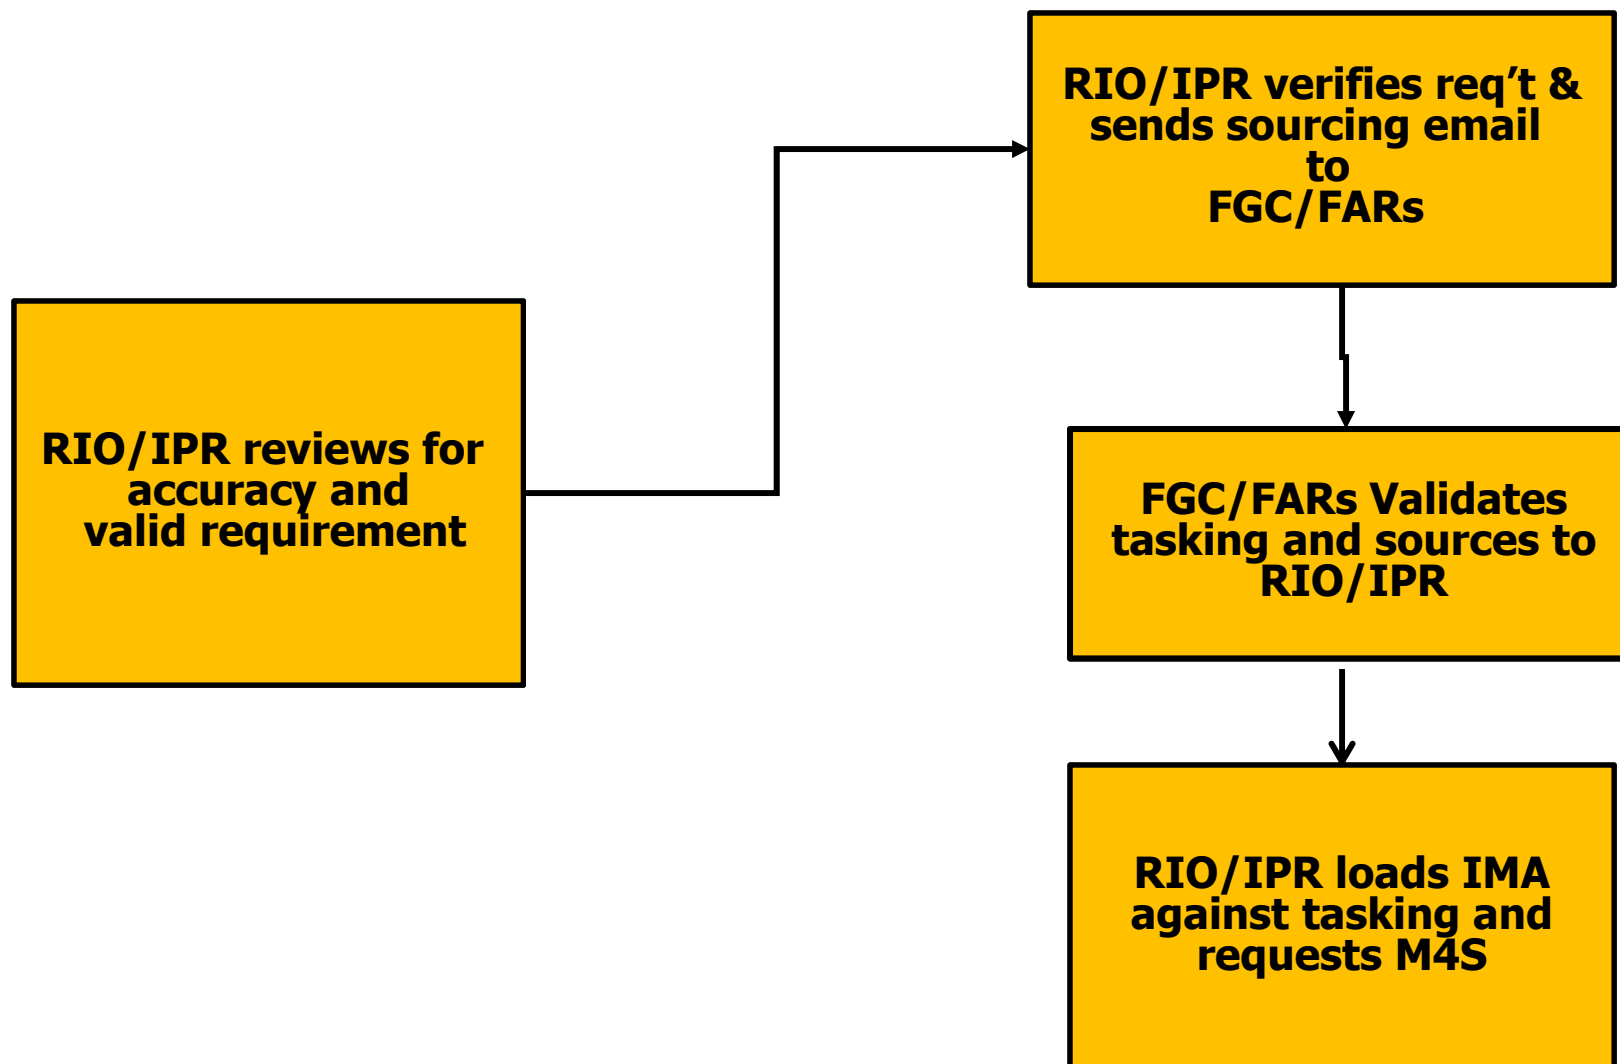 RIO/IPR reviews for
accuracy and
valid requirement
RIO/IPR verifies req’t &
sends sourcing email
to
FGC/FARs
FGC/FARs Validates
tasking and sources to
RIO/IPR
RIO/IPR loads IMA
against tasking and
requests M4S